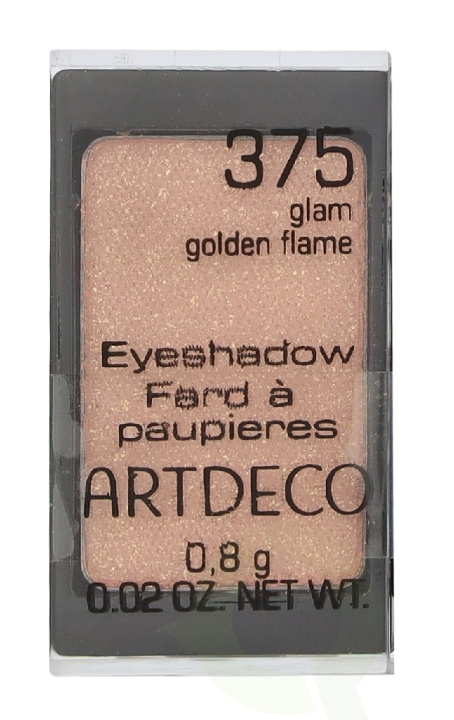 375
glam
golden flame
Eyeshadow
Fard à
paupieres
ARTDECO
0,8 g
0.02 OZ. NET WT.